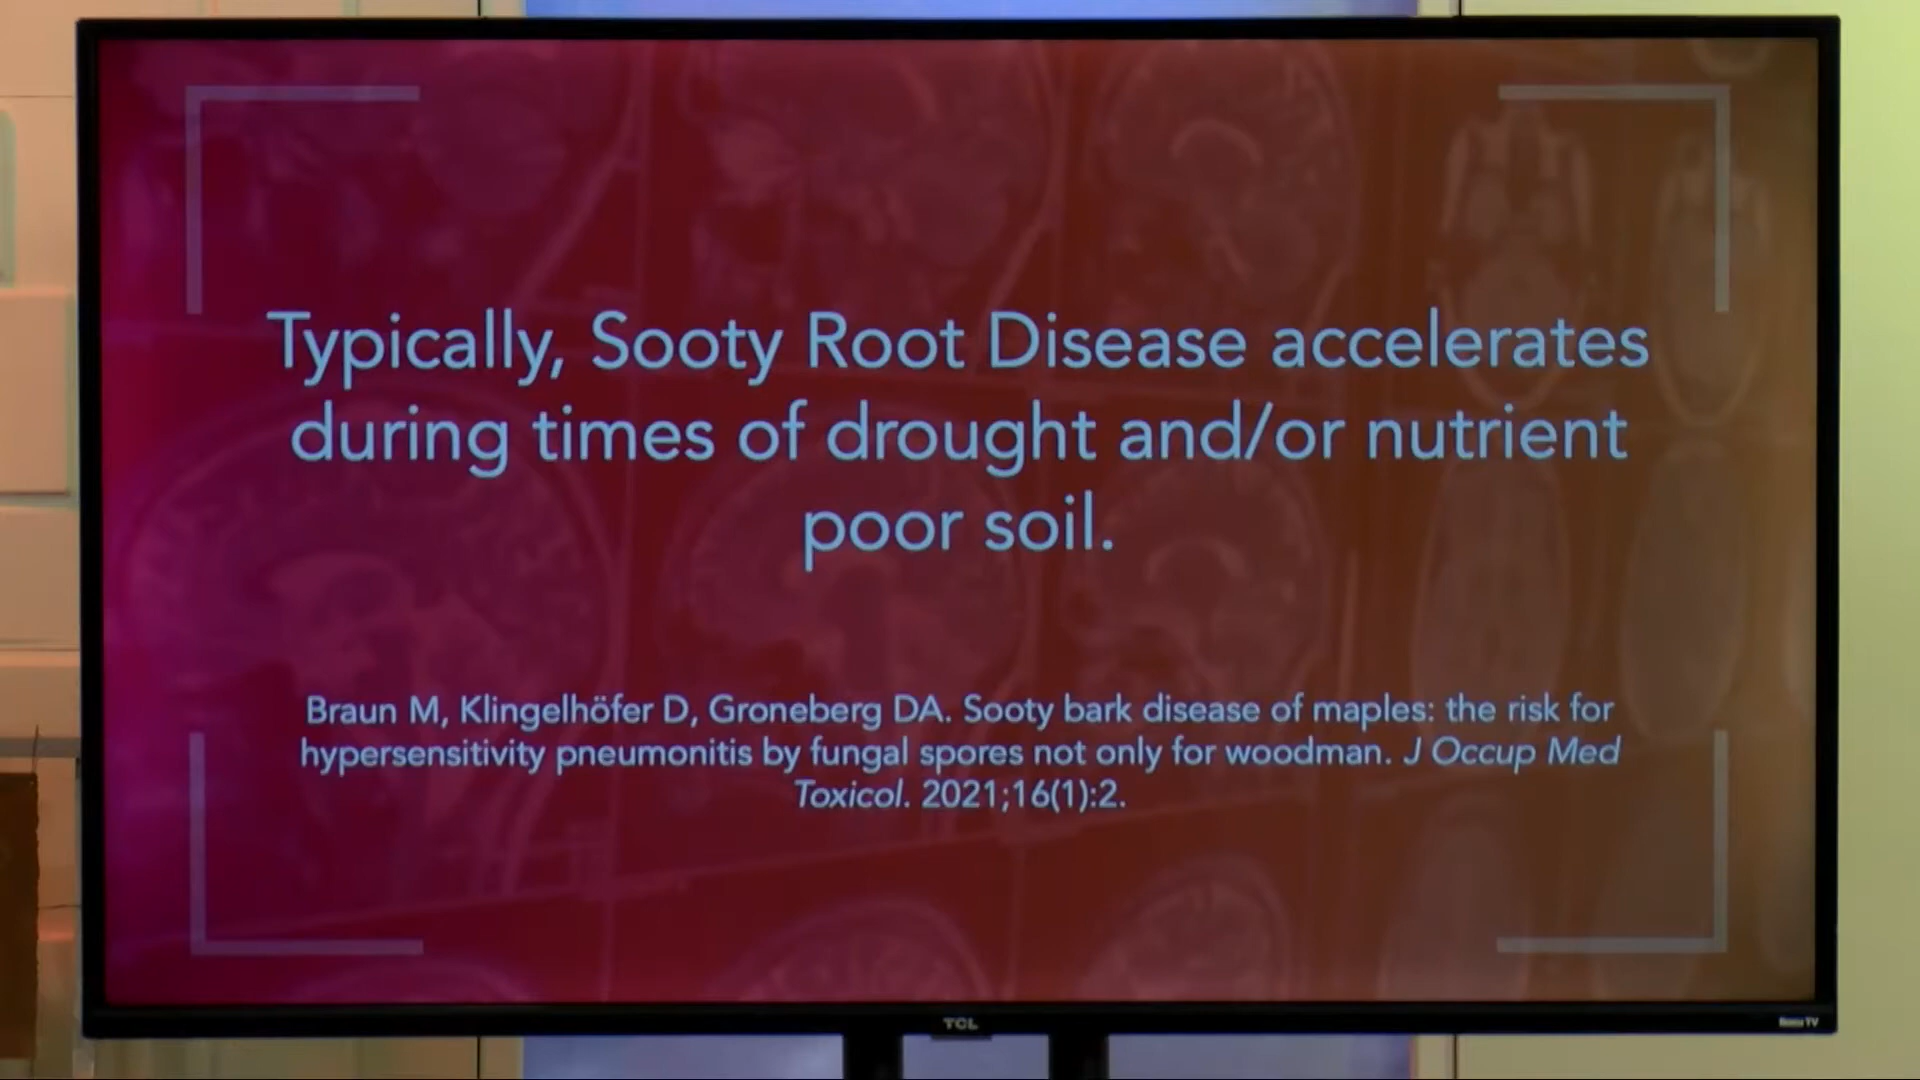 Typically, Sooty Root Disease accelerates
during times of drought and/or nutrient
poor soil.
Braun M, Klingelhöfer D, Groneberg DA. Sooty bark disease of maples: the risk for
hypersensitivity pneumonitis by fungal spores not only for woodman. J Occup Med
Toxicol. 2021;16(1):2.
TCL
Roku TV